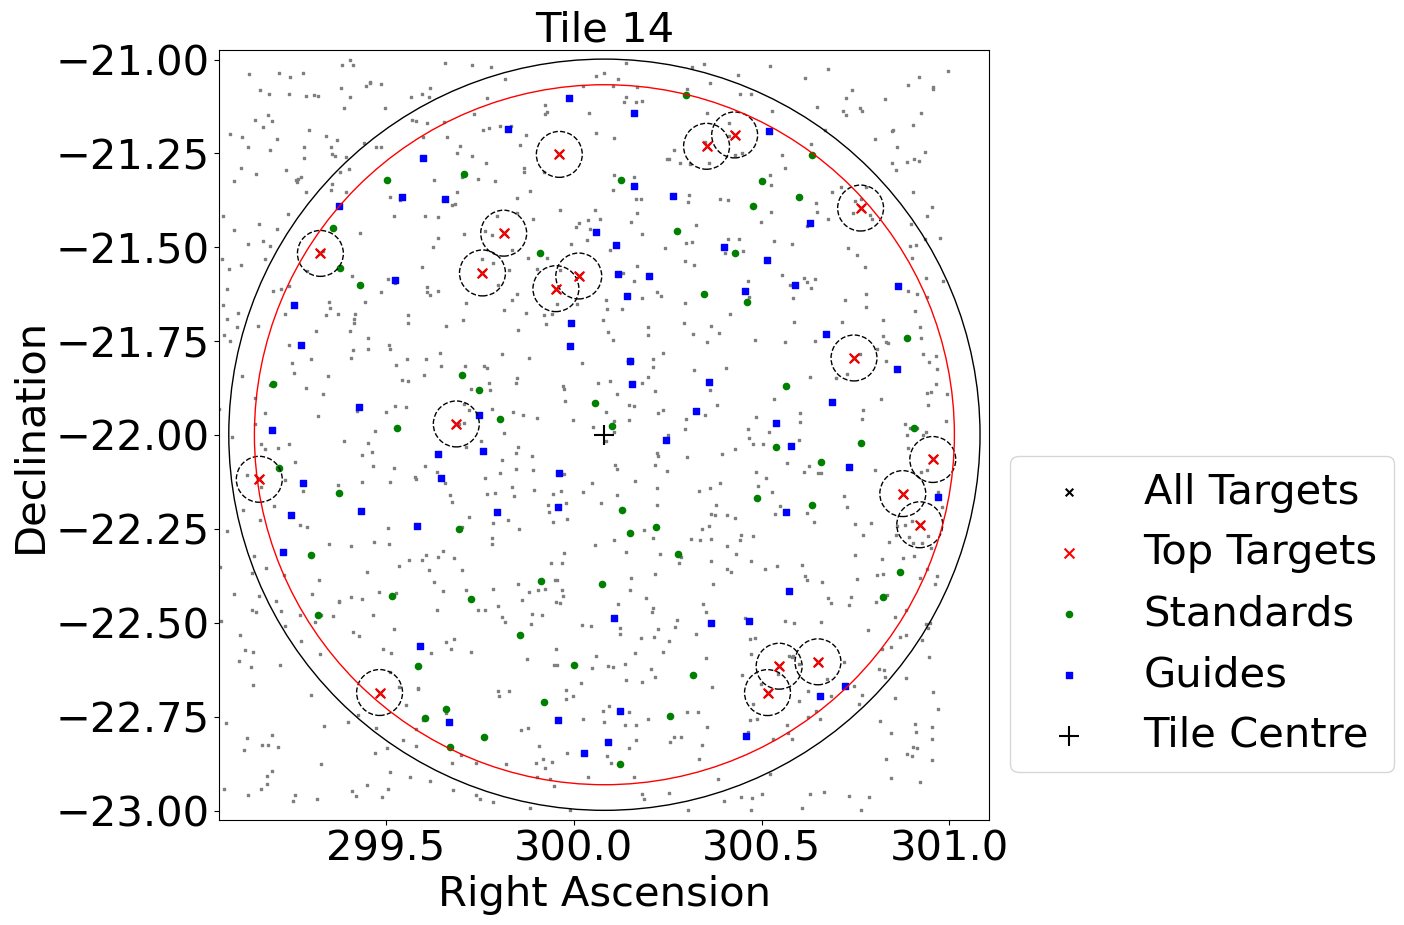 Tile 14
−21.00
−21.25
−21.50
−21.75
−22.00
−22.25
−22.50
−22.75
−23.00
Declination
299.5 300.0 300.5 301.0
Right Ascension
All Targets
Top Targets
Standards
Guides
Tile Centre